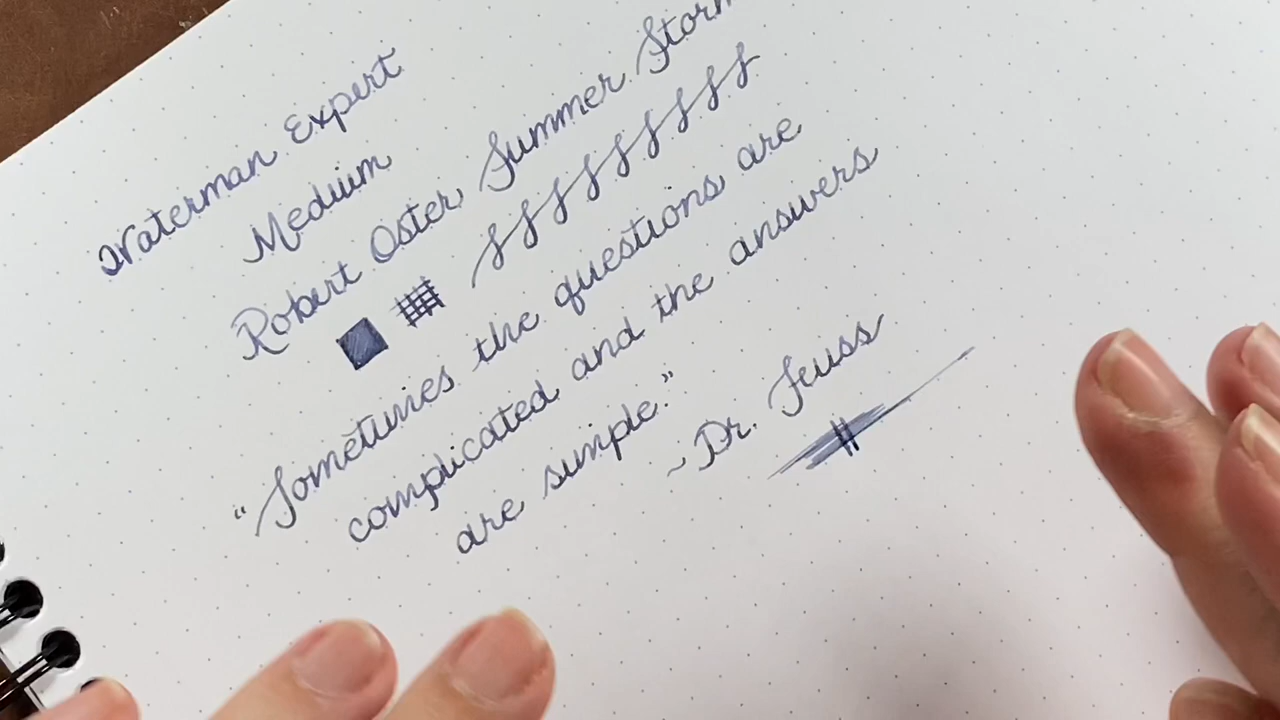 Waterman Expert
Medium
Robert Oster Summer Storm
"Sometimes the questions are
complicated and the answers
are simple."
~Dr. Seuss